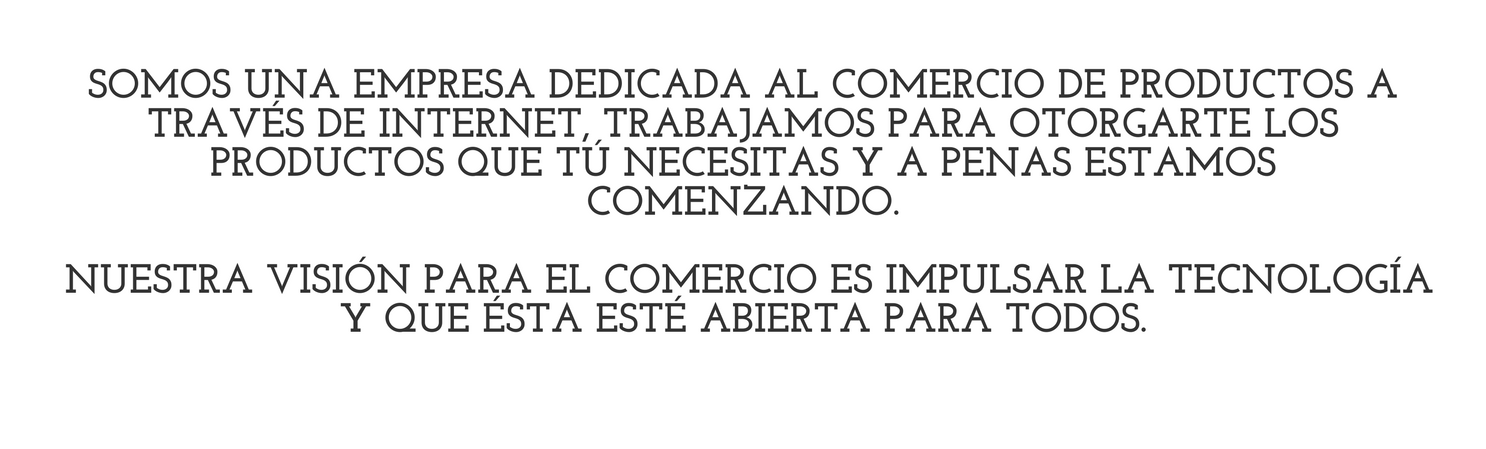 SOMOS UNA EMPRESA DEDICADA AL COMERCIO DE PRODUCTOS A
TRAVÉS DE INTERNET, TRABAJAMOS PARA OTORGARTE LOS
PRODUCTOS QUE TÚ NECESITAS Y A PENAS ESTAMOS
COMENZANDO.
NUESTRA VISIÓN PARA EL COMERCIO ES IMPULSAR LA TECNOLOGÍA
Y QUE ÉSTA ESTÉ ABIERTA PARA TODOS.